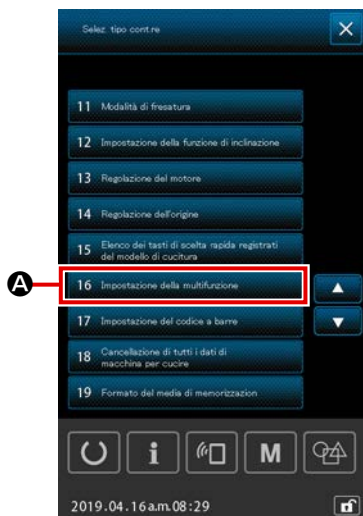 Selez. tipo cont.re
11 Modalità di fresatura
12 Impostazione della funzione di inclinazione
13 Regolazione del motore
14 Regolazione dell'origine
15 Elenco dei tasti di scelta rapida registrati
del modello di cucitura
A
16 Impostazione della multifunzione
17 Impostazione del codice a barre
18 Cancellazione di tutti i dati di
macchina per cucire
19 Formato del media di memorizzazion
i
M
2019.04.16 a.m. 08:29